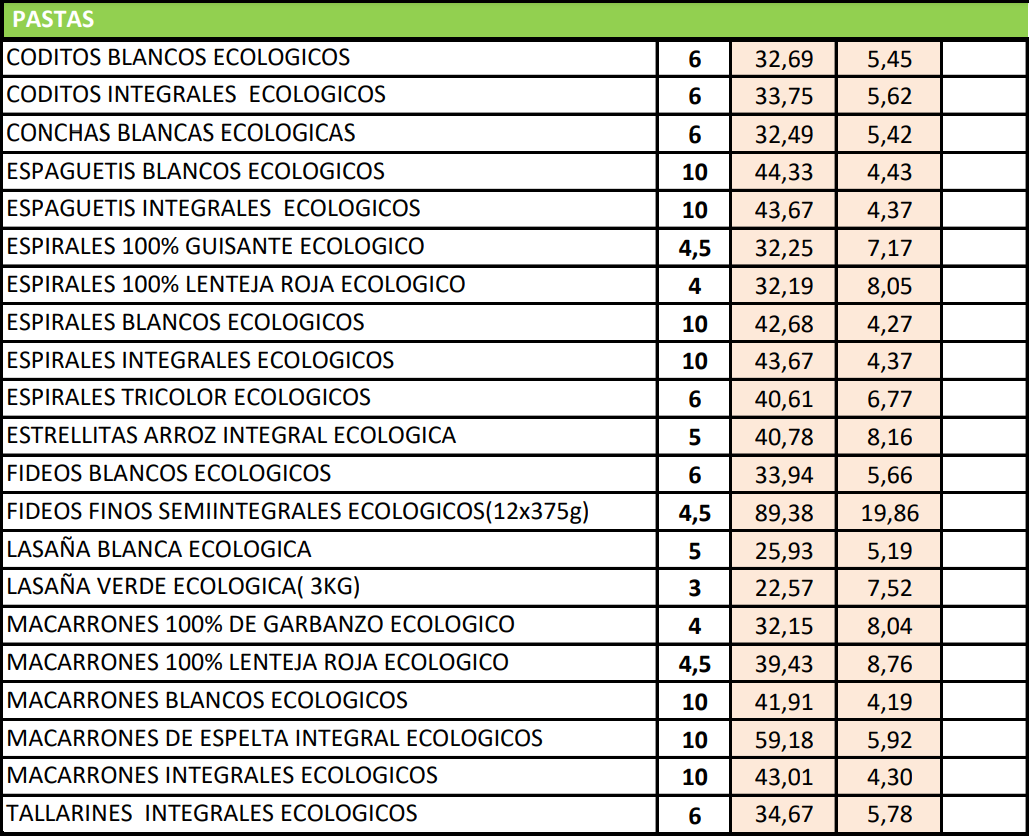 PASTAS
CODITOS BLANCOS ECOLOGICOS 6 32,69 5,45
CODITOS INTEGRALES  ECOLOGICOS 6 33,75 5,62
CONCHAS BLANCAS ECOLOGICAS 6 32,49 5,42
ESPAGUETIS BLANCOS ECOLOGICOS 10 44,33 4,43
ESPAGUETIS INTEGRALES  ECOLOGICOS 10 43,67 4,37
ESPIRALES 100% GUISANTE ECOLOGICO 4,5 32,25 7,17
ESPIRALES 100% LENTEJA ROJA ECOLOGICO 4 32,19 8,05
ESPIRALES BLANCOS ECOLOGICOS 10 42,68 4,27
ESPIRALES INTEGRALES ECOLOGICOS 10 43,67 4,37
ESPIRALES TRICOLOR ECOLOGICOS 6 40,61 6,77
ESTRELLITAS ARROZ INTEGRAL ECOLOGICA 5 40,78 8,16
FIDEOS BLANCOS ECOLOGICOS 6 33,94 5,66
FIDEOS FINOS SEMIINTEGRALES ECOLOGICOS(12x375g) 4,5 89,38 19,86
LASAÑA BLANCA ECOLOGICA 5 25,93 5,19
LASAÑA VERDE ECOLOGICA( 3KG) 3 22,57 7,52
MACARRONES 100% DE GARBANZO ECOLOGICO 4 32,15 8,04
MACARRONES 100% LENTEJA ROJA ECOLOGICO 4,5 39,43 8,76
MACARRONES BLANCOS ECOLOGICOS 10 41,91 4,19
MACARRONES DE ESPELTA INTEGRAL ECOLOGICOS 10 59,18 5,92
MACARRONES INTEGRALES ECOLOGICOS 10 43,01 4,30
TALLARINES  INTEGRALES ECOLOGICOS 6 34,67 5,78